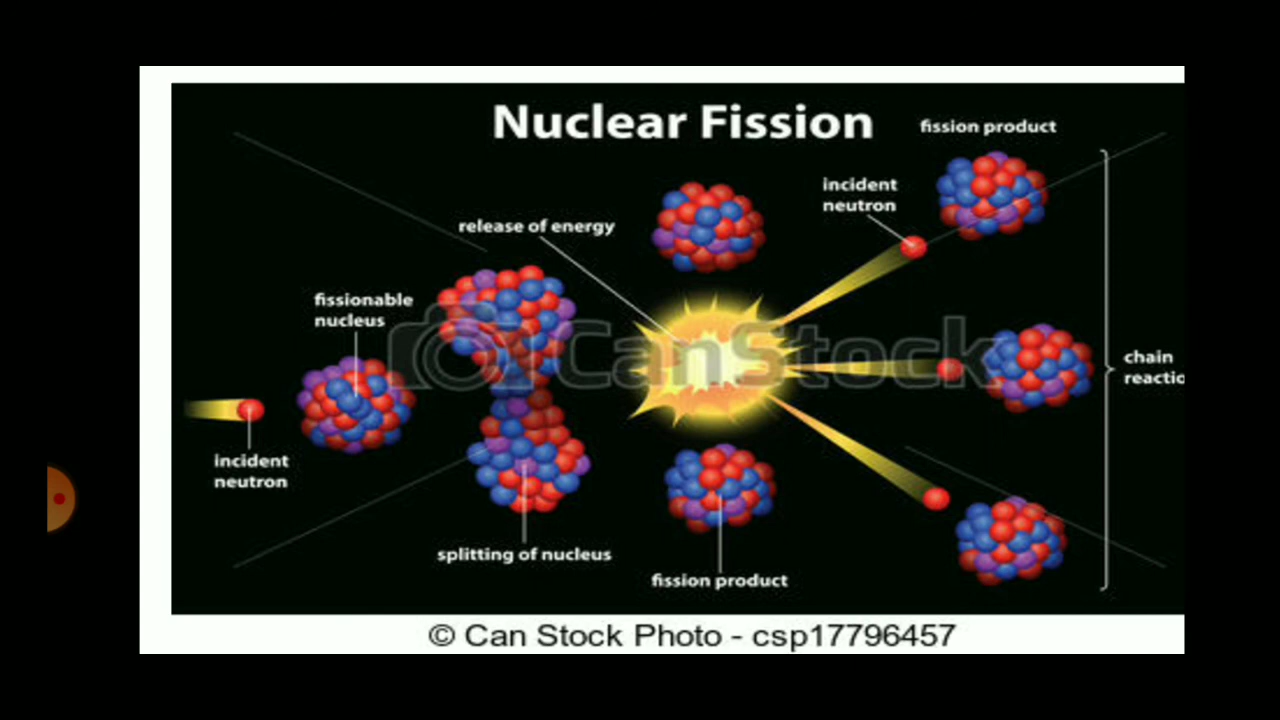 Nuclear Fission
fission product
incident
neutron
release of energy
fissionable
nucleus
CanStock
chain
reactio
incident
neutron
splitting of nucleus
fission product
© Can Stock Photo - csp17796457